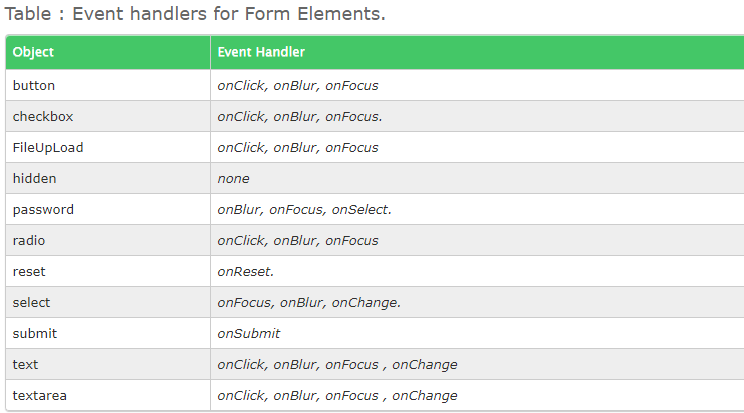 Table : Event handlers for Form Elements.
Object Event Handler
button onClick, onBlur, onFocus
checkbox onClick, onBlur, onFocus.
FileUpLoad onClick, onBlur, onFocus
hidden none
password onBlur, onFocus, onSelect.
radio onClick, onBlur, onFocus
reset onReset.
select onFocus, onBlur, onChange.
submit onSubmit
text onClick, onBlur, onFocus , onChange
textarea onClick, onBlur, onFocus , onChange